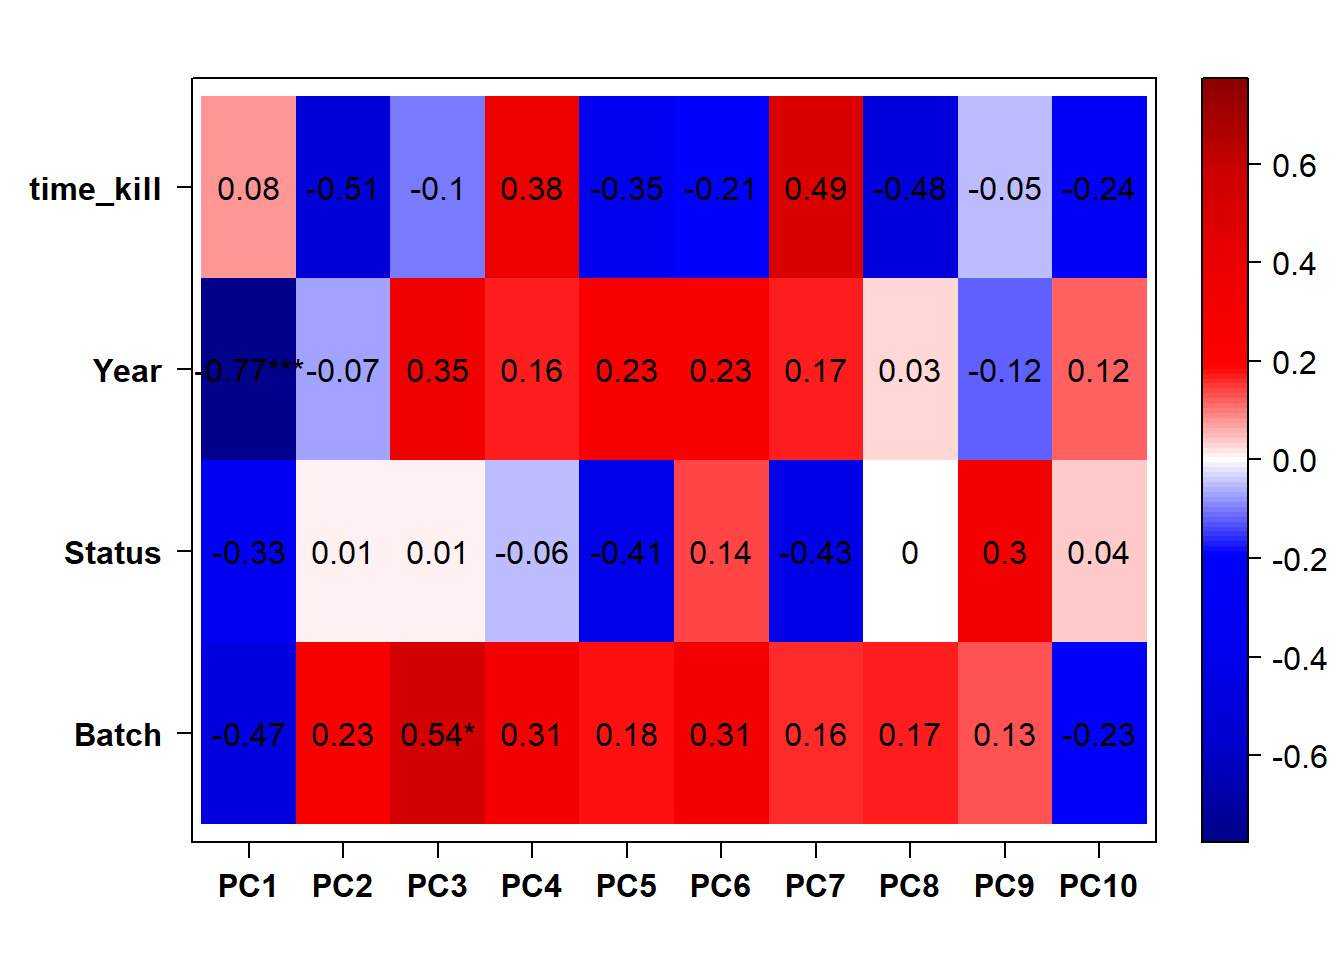 time_kill 0.08 -0.51 -0.1 0.38 -0.35 -0.21 0.49 -0.48 -0.05 -0.24
Year -0.77*** -0.07 0.35 0.16 0.23 0.23 0.17 0.03 -0.12 0.12
Status -0.33 0.01 0.01 -0.06 -0.41 0.14 -0.43 0 0.3 0.04
Batch -0.47 0.23 0.54* 0.31 0.18 0.31 0.16 0.17 0.13 -0.23
PC1 PC2 PC3 PC4 PC5 PC6 PC7 PC8 PC9 PC10
0.6
0.4
0.2
0.0
-0.2
-0.4
-0.6